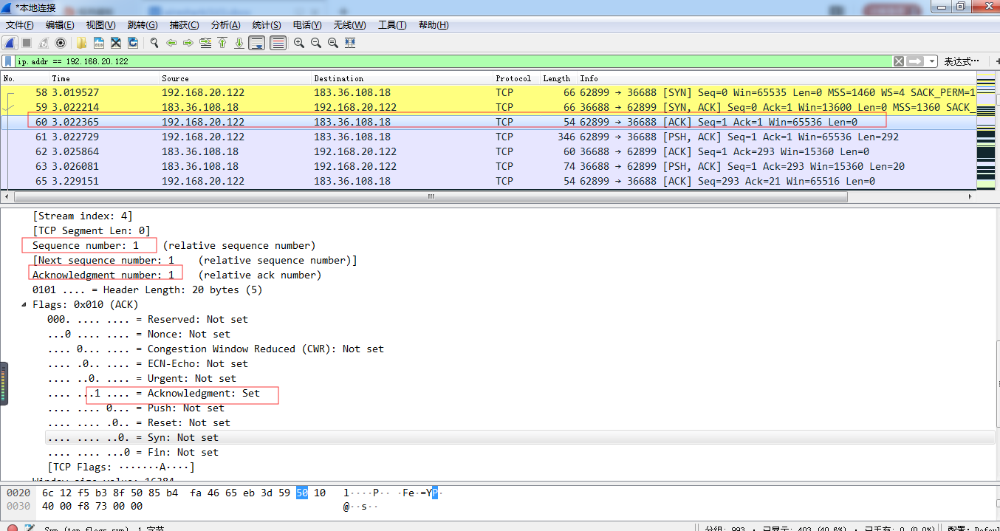 *本地连接
文件(F) 编辑(E) 视图(V) 跳转(G) 捕获(C) 分析(A) 统计(S) 电话(Y) 无线(W) 工具(T) 帮助(H)
ip.addr == 192.168.20.122 表达式…
No. Time Source Destination Protocol Length Info
58 3.019527 192.168.20.122 183.36.108.18 TCP 66 62899 → 36688 [SYN] Seq=0 Win=65535 Len=0 MSS=1460 WS=4 SACK_PERM=1
59 3.022214 183.36.108.18 192.168.20.122 TCP 66 36688 → 62899 [SYN, ACK] Seq=0 Ack=1 Win=13600 Len=0 MSS=1360 SACK_
60 3.022365 192.168.20.122 183.36.108.18 TCP 54 62899 → 36688 [ACK] Seq=1 Ack=1 Win=65536 Len=0
61 3.022729 192.168.20.122 183.36.108.18 TCP 346 62899 → 36688 [PSH, ACK] Seq=1 Ack=1 Win=65536 Len=292
62 3.025864 183.36.108.18 192.168.20.122 TCP 60 36688 → 62899 [ACK] Seq=1 Ack=293 Win=15360 Len=0
63 3.026081 183.36.108.18 192.168.20.122 TCP 74 36688 → 62899 [PSH, ACK] Seq=1 Ack=293 Win=15360 Len=20
65 3.229151 192.168.20.122 183.36.108.18 TCP 54 62899 → 36688 [ACK] Seq=293 Ack=21 Win=65516 Len=0
[Stream index: 4]
[TCP Segment Len: 0]
Sequence number: 1 (relative sequence number)
[Next sequence number: 1 (relative sequence number)]
Acknowledgment number: 1 (relative ack number)
0101 .... = Header Length: 20 bytes (5)
Flags: 0x010 (ACK)
000. .... .... = Reserved: Not set
...0 .... .... = Nonce: Not set
.... 0... .... = Congestion Window Reduced (CWR): Not set
.... .0.. .... = ECN-Echo: Not set
.... ..0. .... = Urgent: Not set
.... ...1 .... = Acknowledgment: Set
.... .... 0... = Push: Not set
.... .... .0.. = Reset: Not set
.... .... ..0. = Syn: Not set
.... .... ...0 = Fin: Not set
[TCP Flags: ·······A····]
Window size value: 16384
0020 6c 12 f5 b3 8f 50 85 b4 fa 46 65 eb 3d 59 50 10 l····P·· ·Fe·=YP·
0030 40 00 f8 73 00 00 @··s··
Syn (tcp.flags.syn), 1 字节 分组: 993 · 已显示: 403 (40.6%) · 已丢弃: 0 (0.0%) 配置: Defaul